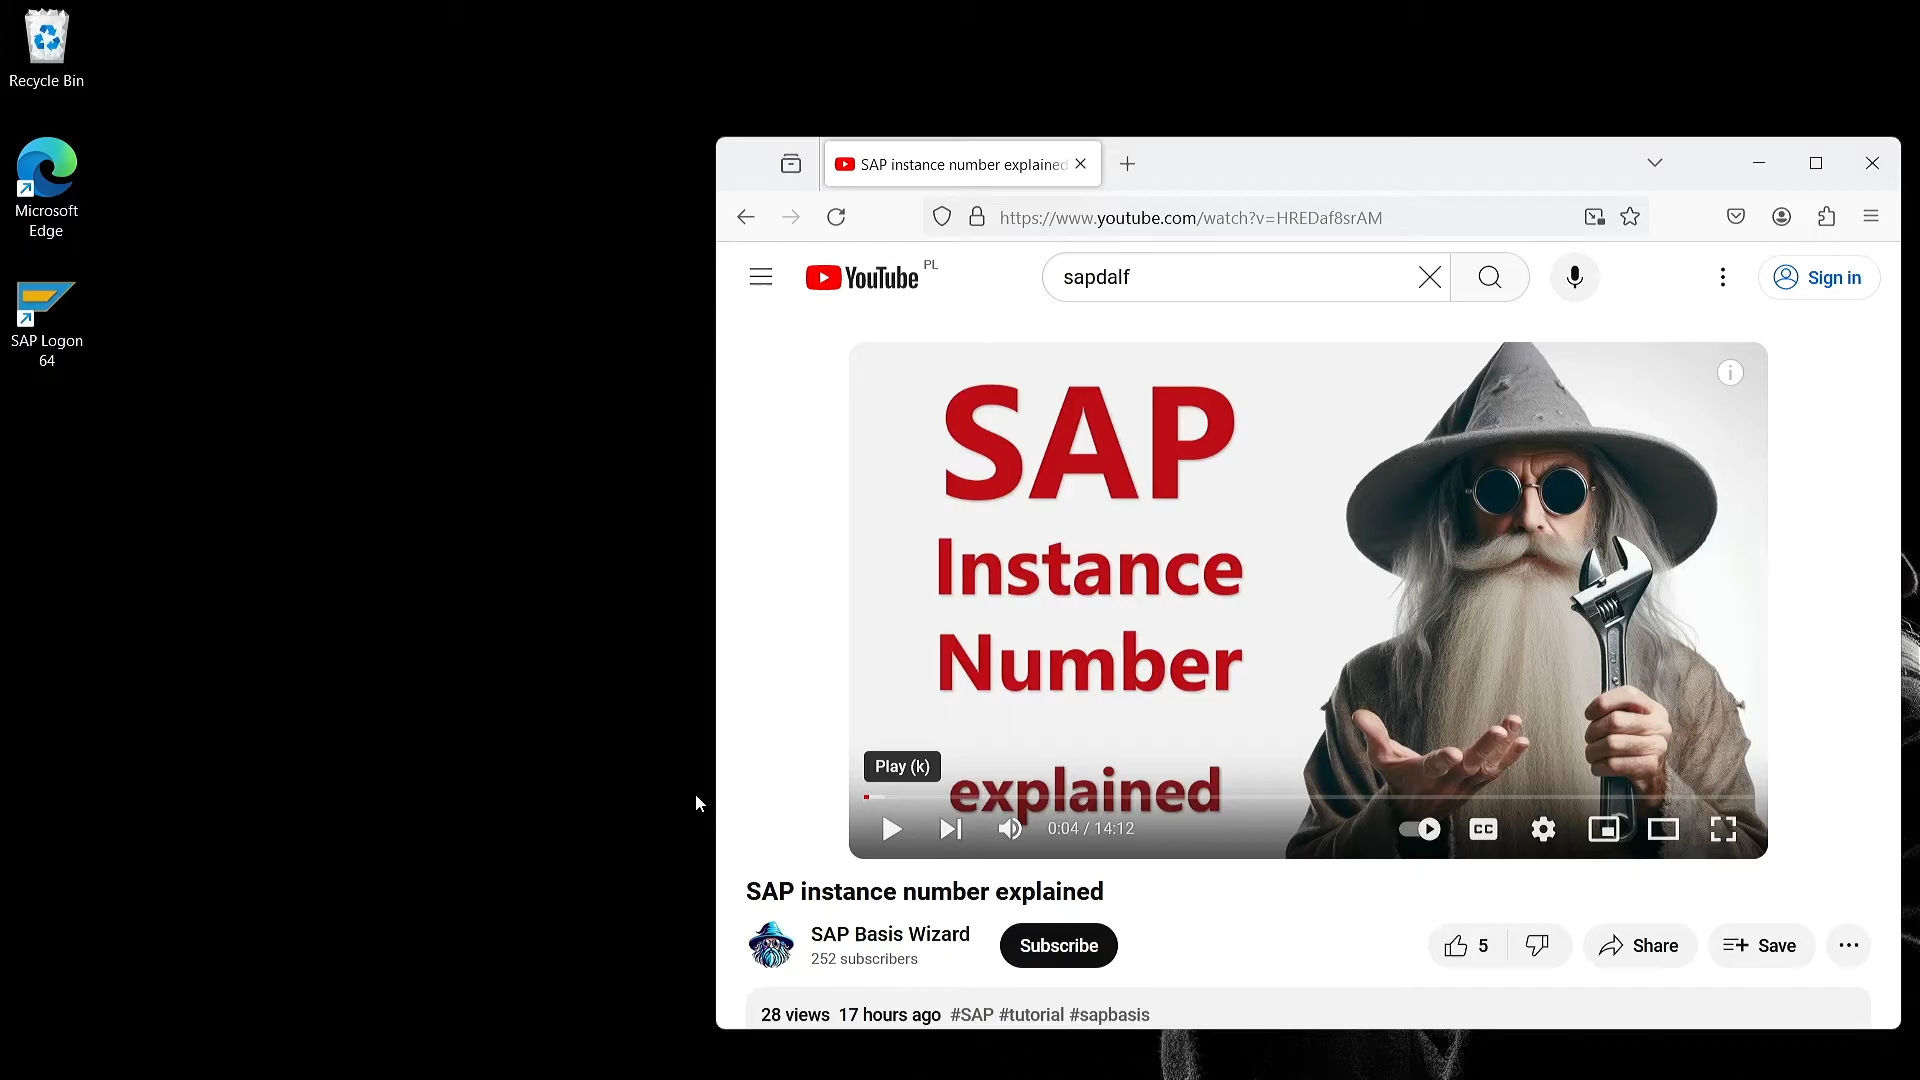 Recycle Bin
Microsoft
Edge
SAP Logon
64
SAP instance number explained
https://www.youtube.com/watch?v=HREDaf8srAM
YouTube PL
sapdalf
Sign in
SAP
Instance
Number
explained
Play (k)
0:04 / 14:12
CC
SAP instance number explained
SAP Basis Wizard
252 subscribers
Subscribe
5
Share
Save
28 views 17 hours ago #SAP #tutorial #sapbasis